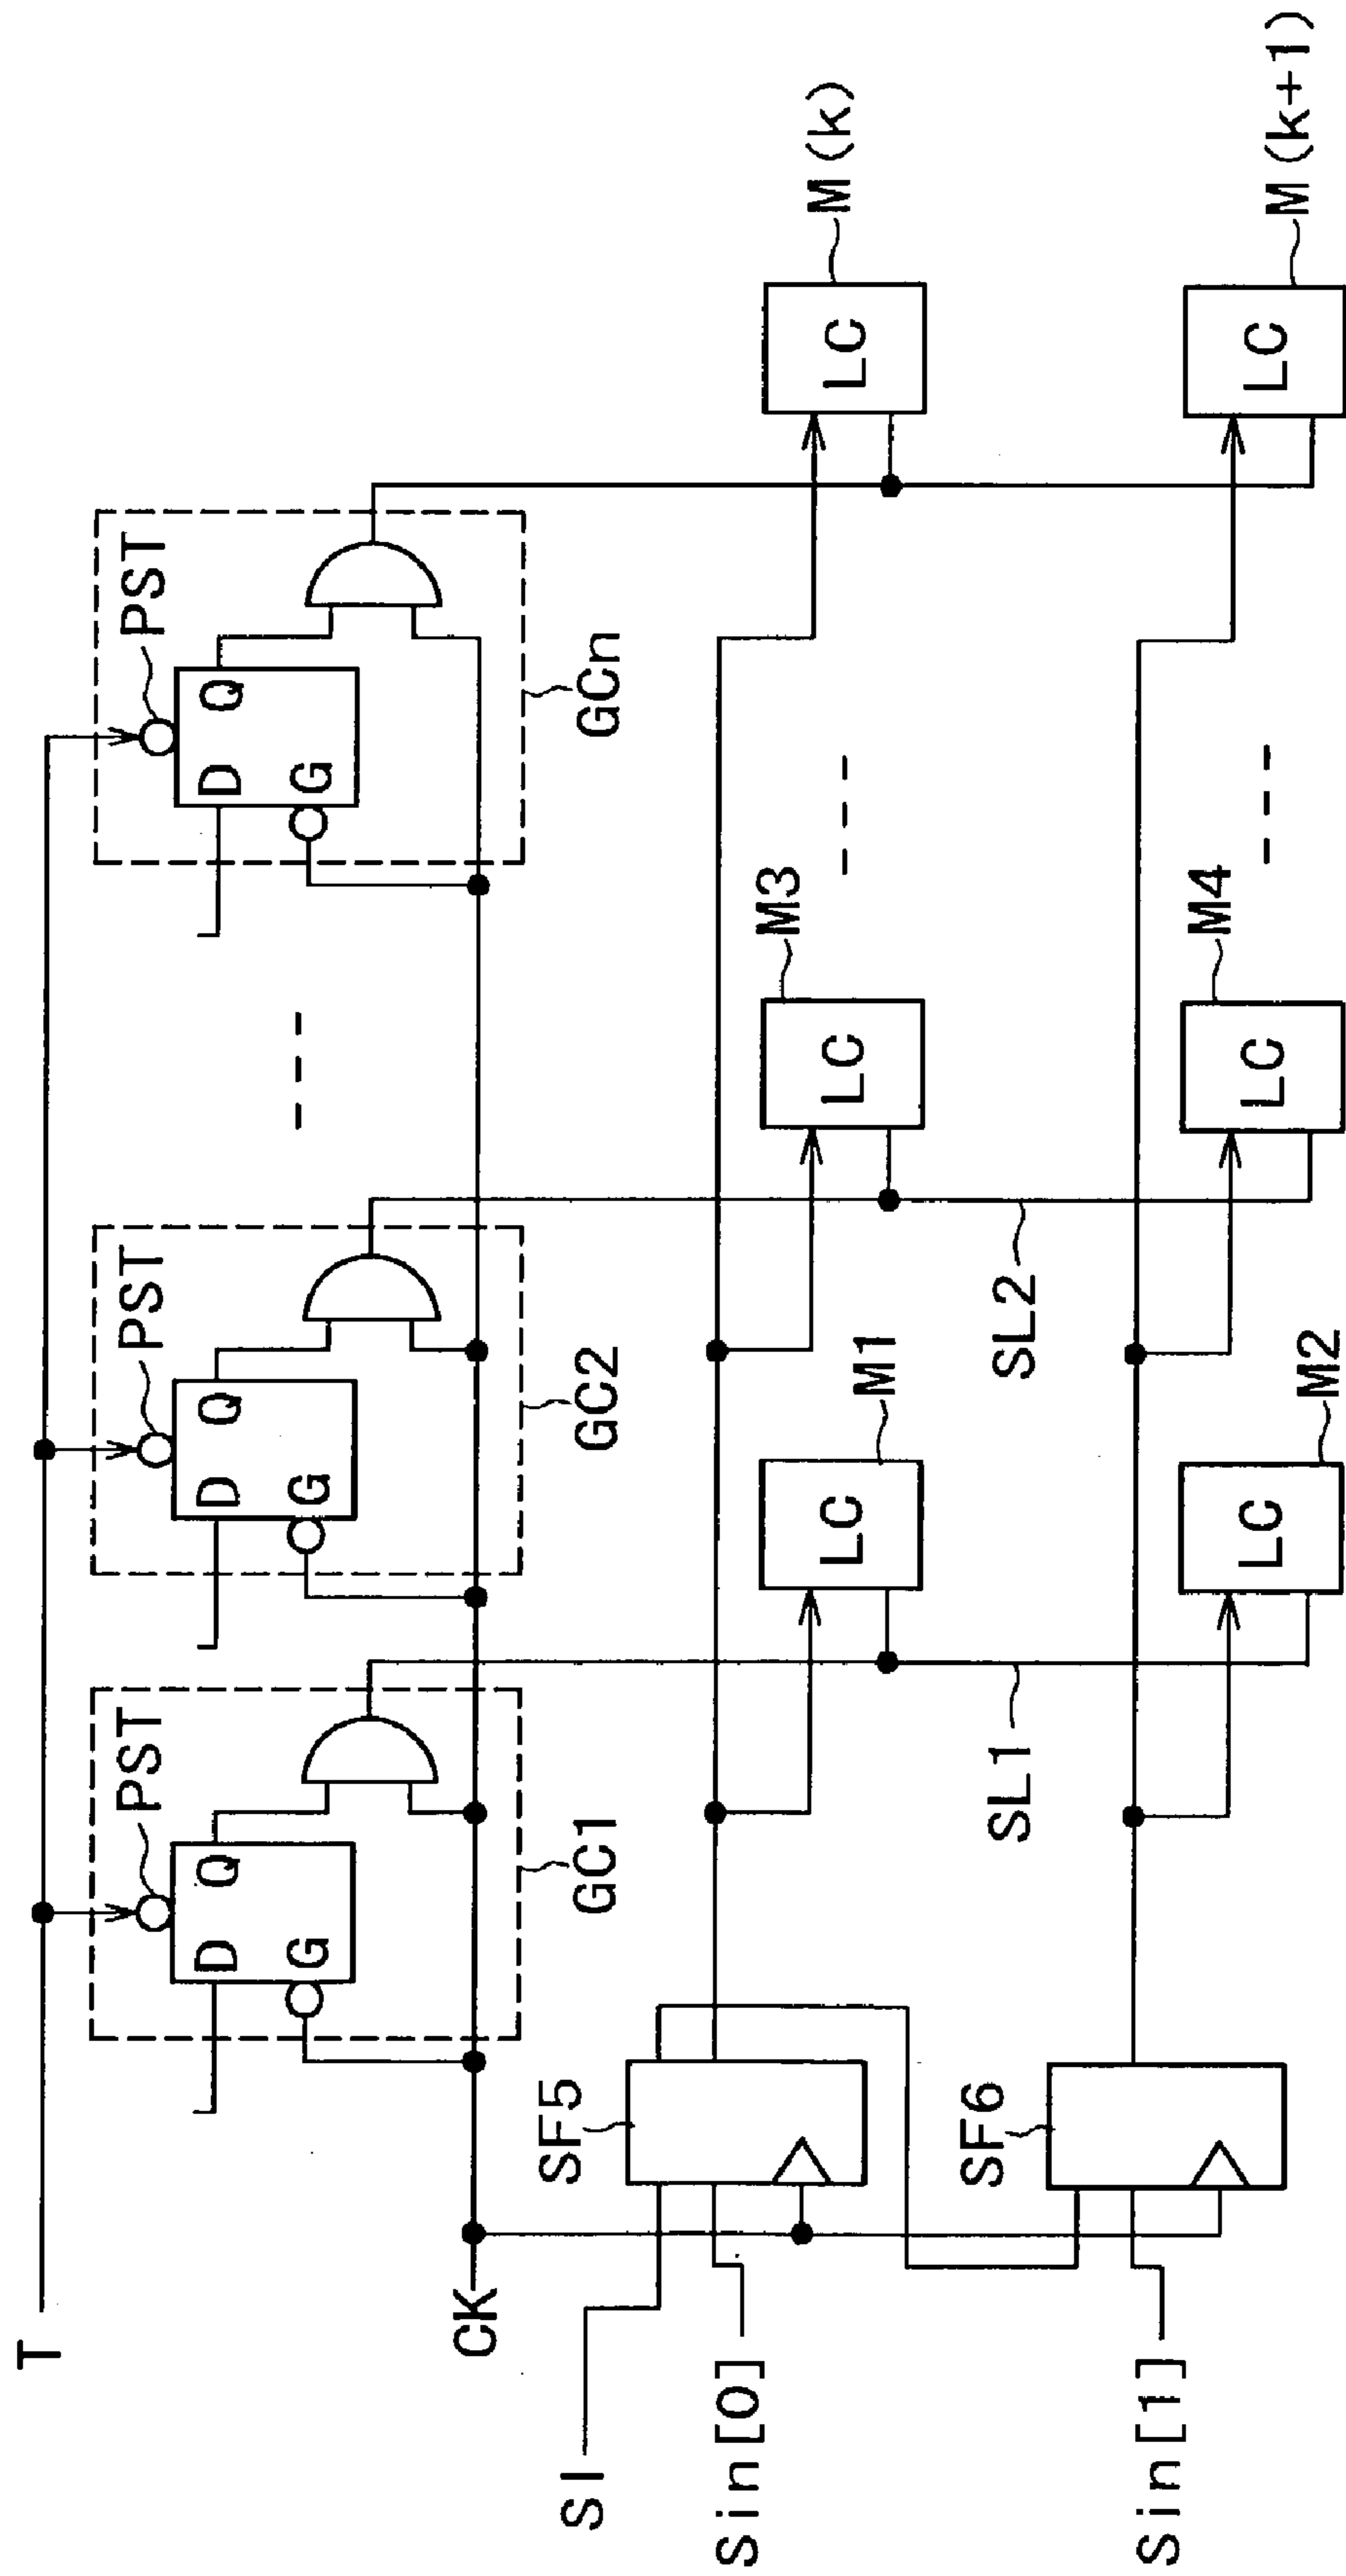 T
PST
PST
PST
D Q
G
D Q
G
D Q
G
GC1
GC2
GCn
CK
SI
SF5
Sin[0]
LC
M1
LC
M3
LC
M(k)
SL1
SL2
SF6
Sin[1]
LC
M2
LC
M4
LC
M(k+1)